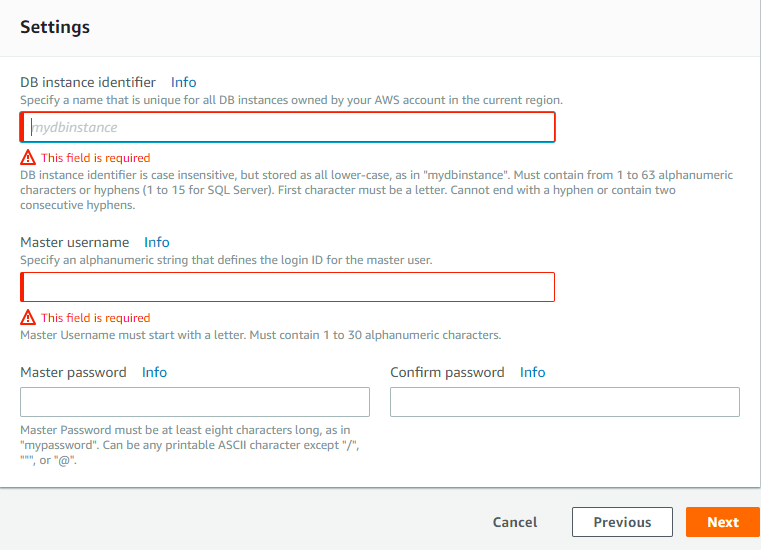 Settings
DB instance identifier Info
Specify a name that is unique for all DB instances owned by your AWS account in the current region.
mydbinstance
This field is required
DB instance identifier is case insensitive, but stored as all lower-case, as in "mydbinstance". Must contain from 1 to 63 alphanumeric
characters or hyphens (1 to 15 for SQL Server). First character must be a letter. Cannot end with a hyphen or contain two
consecutive hyphens.
Master username Info
Specify an alphanumeric string that defines the login ID for the master user.
This field is required
Master Username must start with a letter. Must contain 1 to 30 alphanumeric characters.
Master password Info
Confirm password Info
Master Password must be at least eight characters long, as in
"mypassword". Can be any printable ASCII character except "/",
""", or "@".
Cancel
Previous
Next